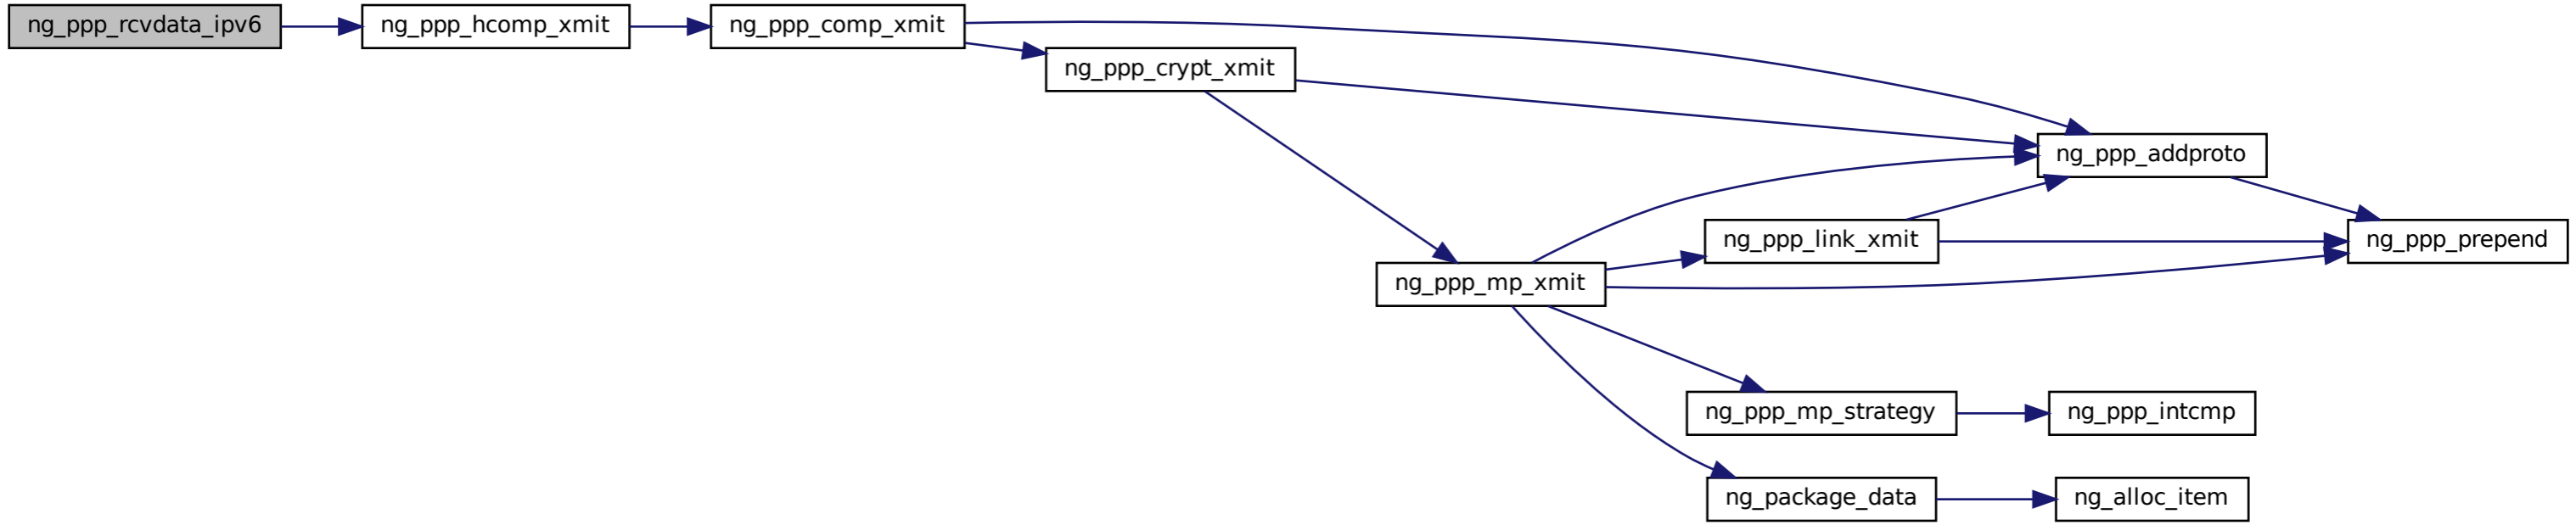 ng_ppp_rcvdata_ipv6
ng_ppp_hcomp_xmit
ng_ppp_comp_xmit
ng_ppp_crypt_xmit
ng_ppp_addproto
ng_ppp_link_xmit
ng_ppp_prepend
ng_ppp_mp_xmit
ng_ppp_mp_strategy
ng_ppp_intcmp
ng_package_data
ng_alloc_item